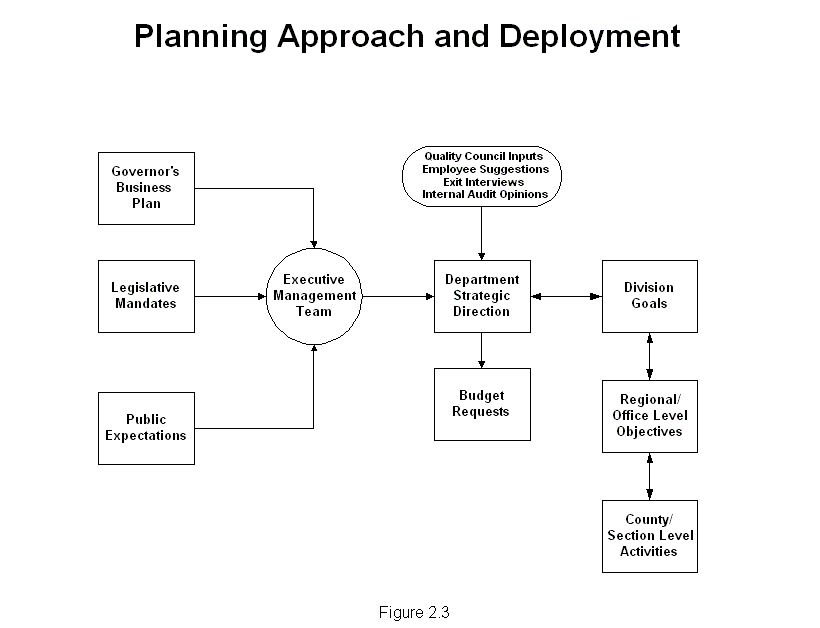 Planning Approach and Deployment
Governor's
Business
Plan
Quality Council Inputs
Employee Suggestions
Exit Interviews
Internal Audit Opinions
Legislative
Mandates
Executive
Management
Team
Department
Strategic
Direction
Division
Goals
Public
Expectations
Budget
Requests
Regional/
Office Level
Objectives
County/
Section Level
Activities
Figure 2.3